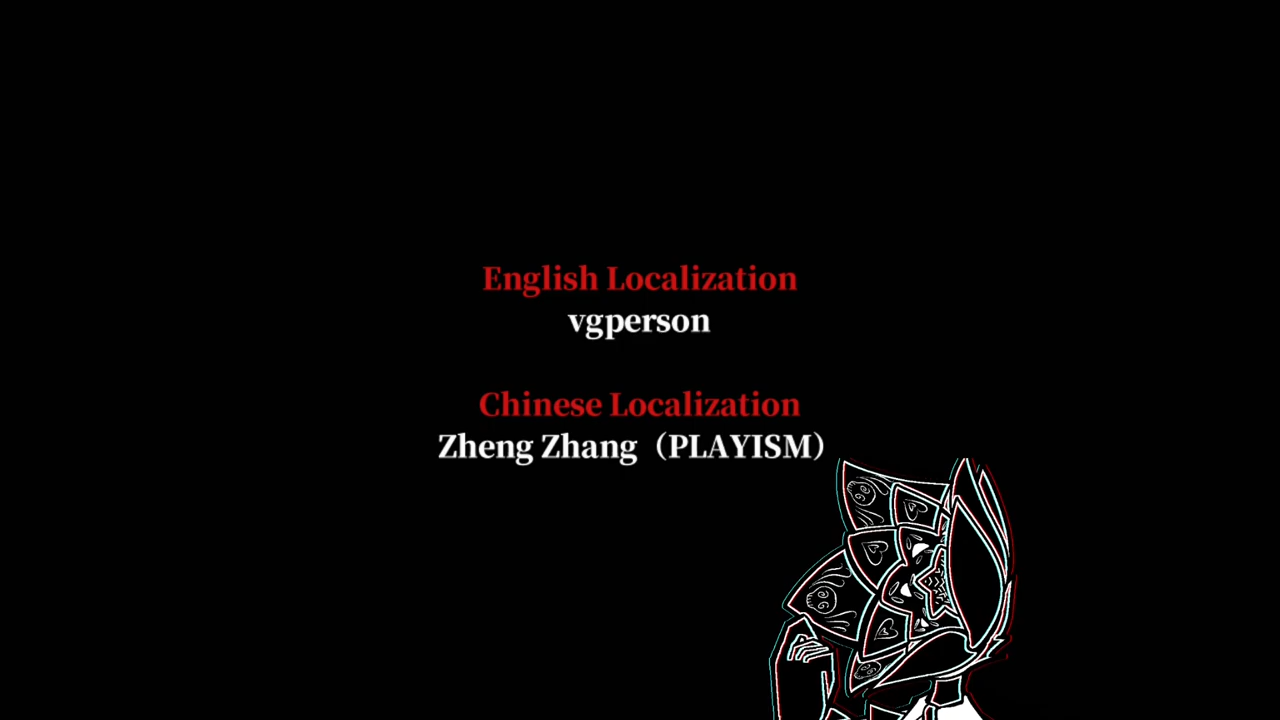 English Localization
vgperson
Chinese Localization
Zheng Zhang（PLAYISM）